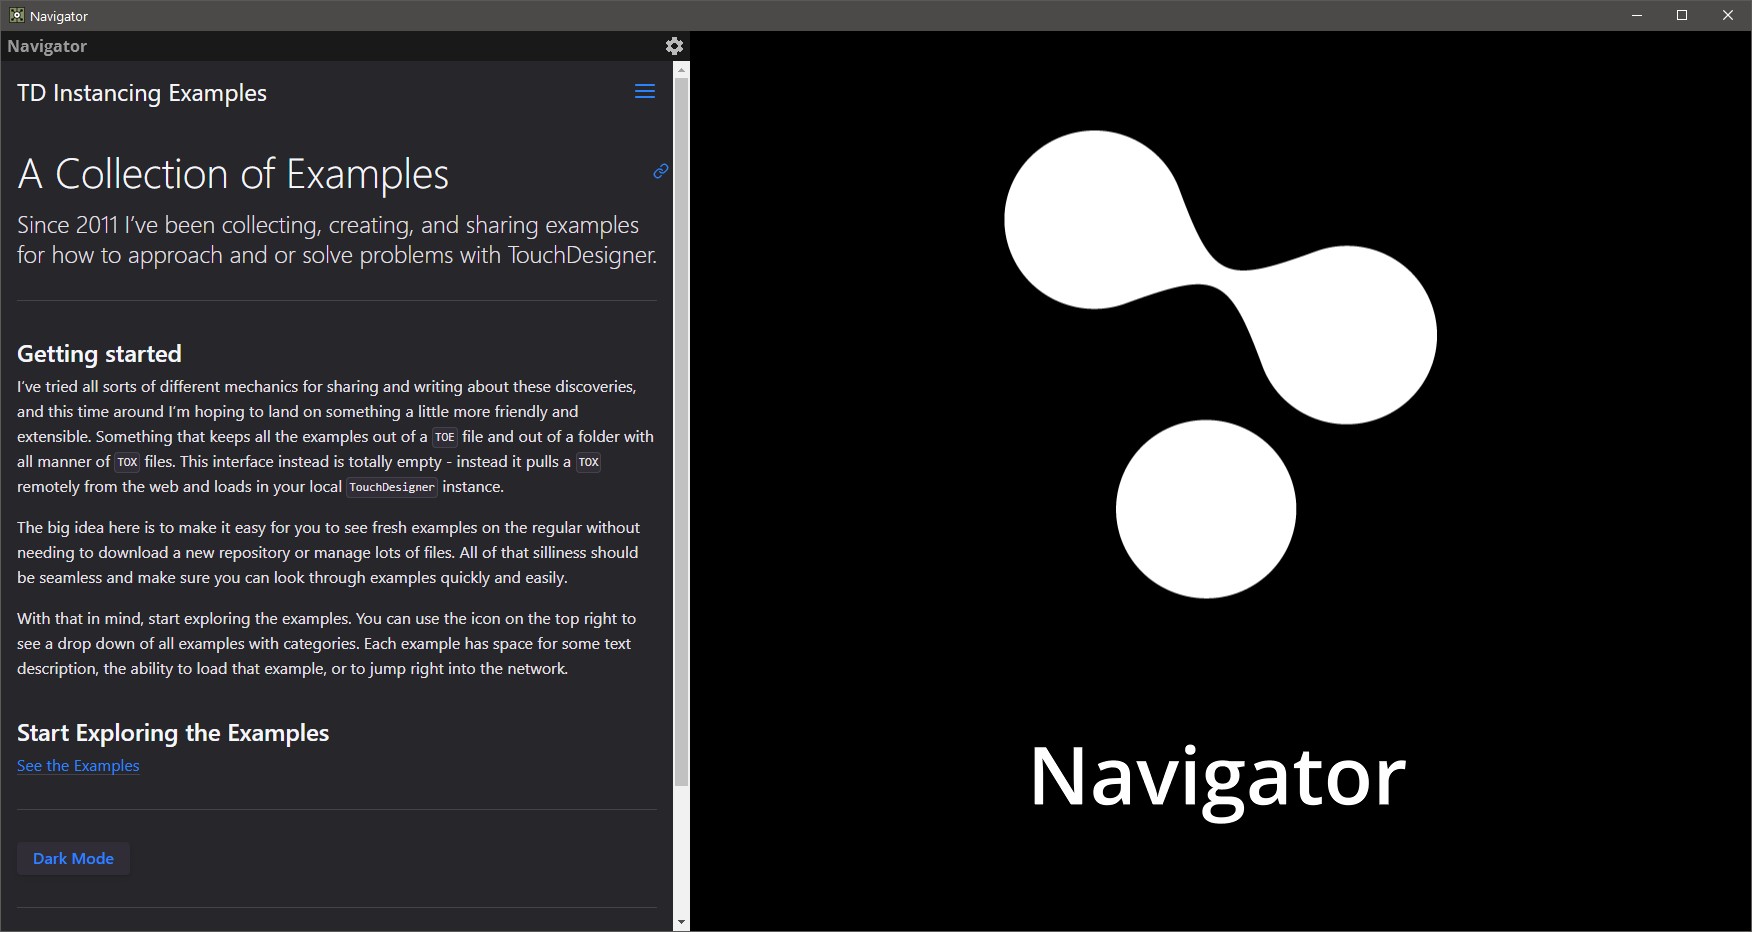 Navigator
Navigator
TD Instancing Examples
A Collection of Examples
Since 2011 I’ve been collecting, creating, and sharing examples
for how to approach and or solve problems with TouchDesigner.
Getting started
I’ve tried all sorts of different mechanics for sharing and writing about these discoveries,
and this time around I’m hoping to land on something a little more friendly and
extensible. Something that keeps all the examples out of a TOE file and out of a folder with
all manner of TOX files. This interface instead is totally empty - instead it pulls a TOX
remotely from the web and loads in your local TouchDesigner instance.
The big idea here is to make it easy for you to see fresh examples on the regular without
needing to download a new repository or manage lots of files. All of that silliness should
be seamless and make sure you can look through examples quickly and easily.
With that in mind, start exploring the examples. You can use the icon on the top right to
see a drop down of all examples with categories. Each example has space for some text
description, the ability to load that example, or to jump right into the network.
Start Exploring the Examples
See the Examples
Dark Mode
Navigator